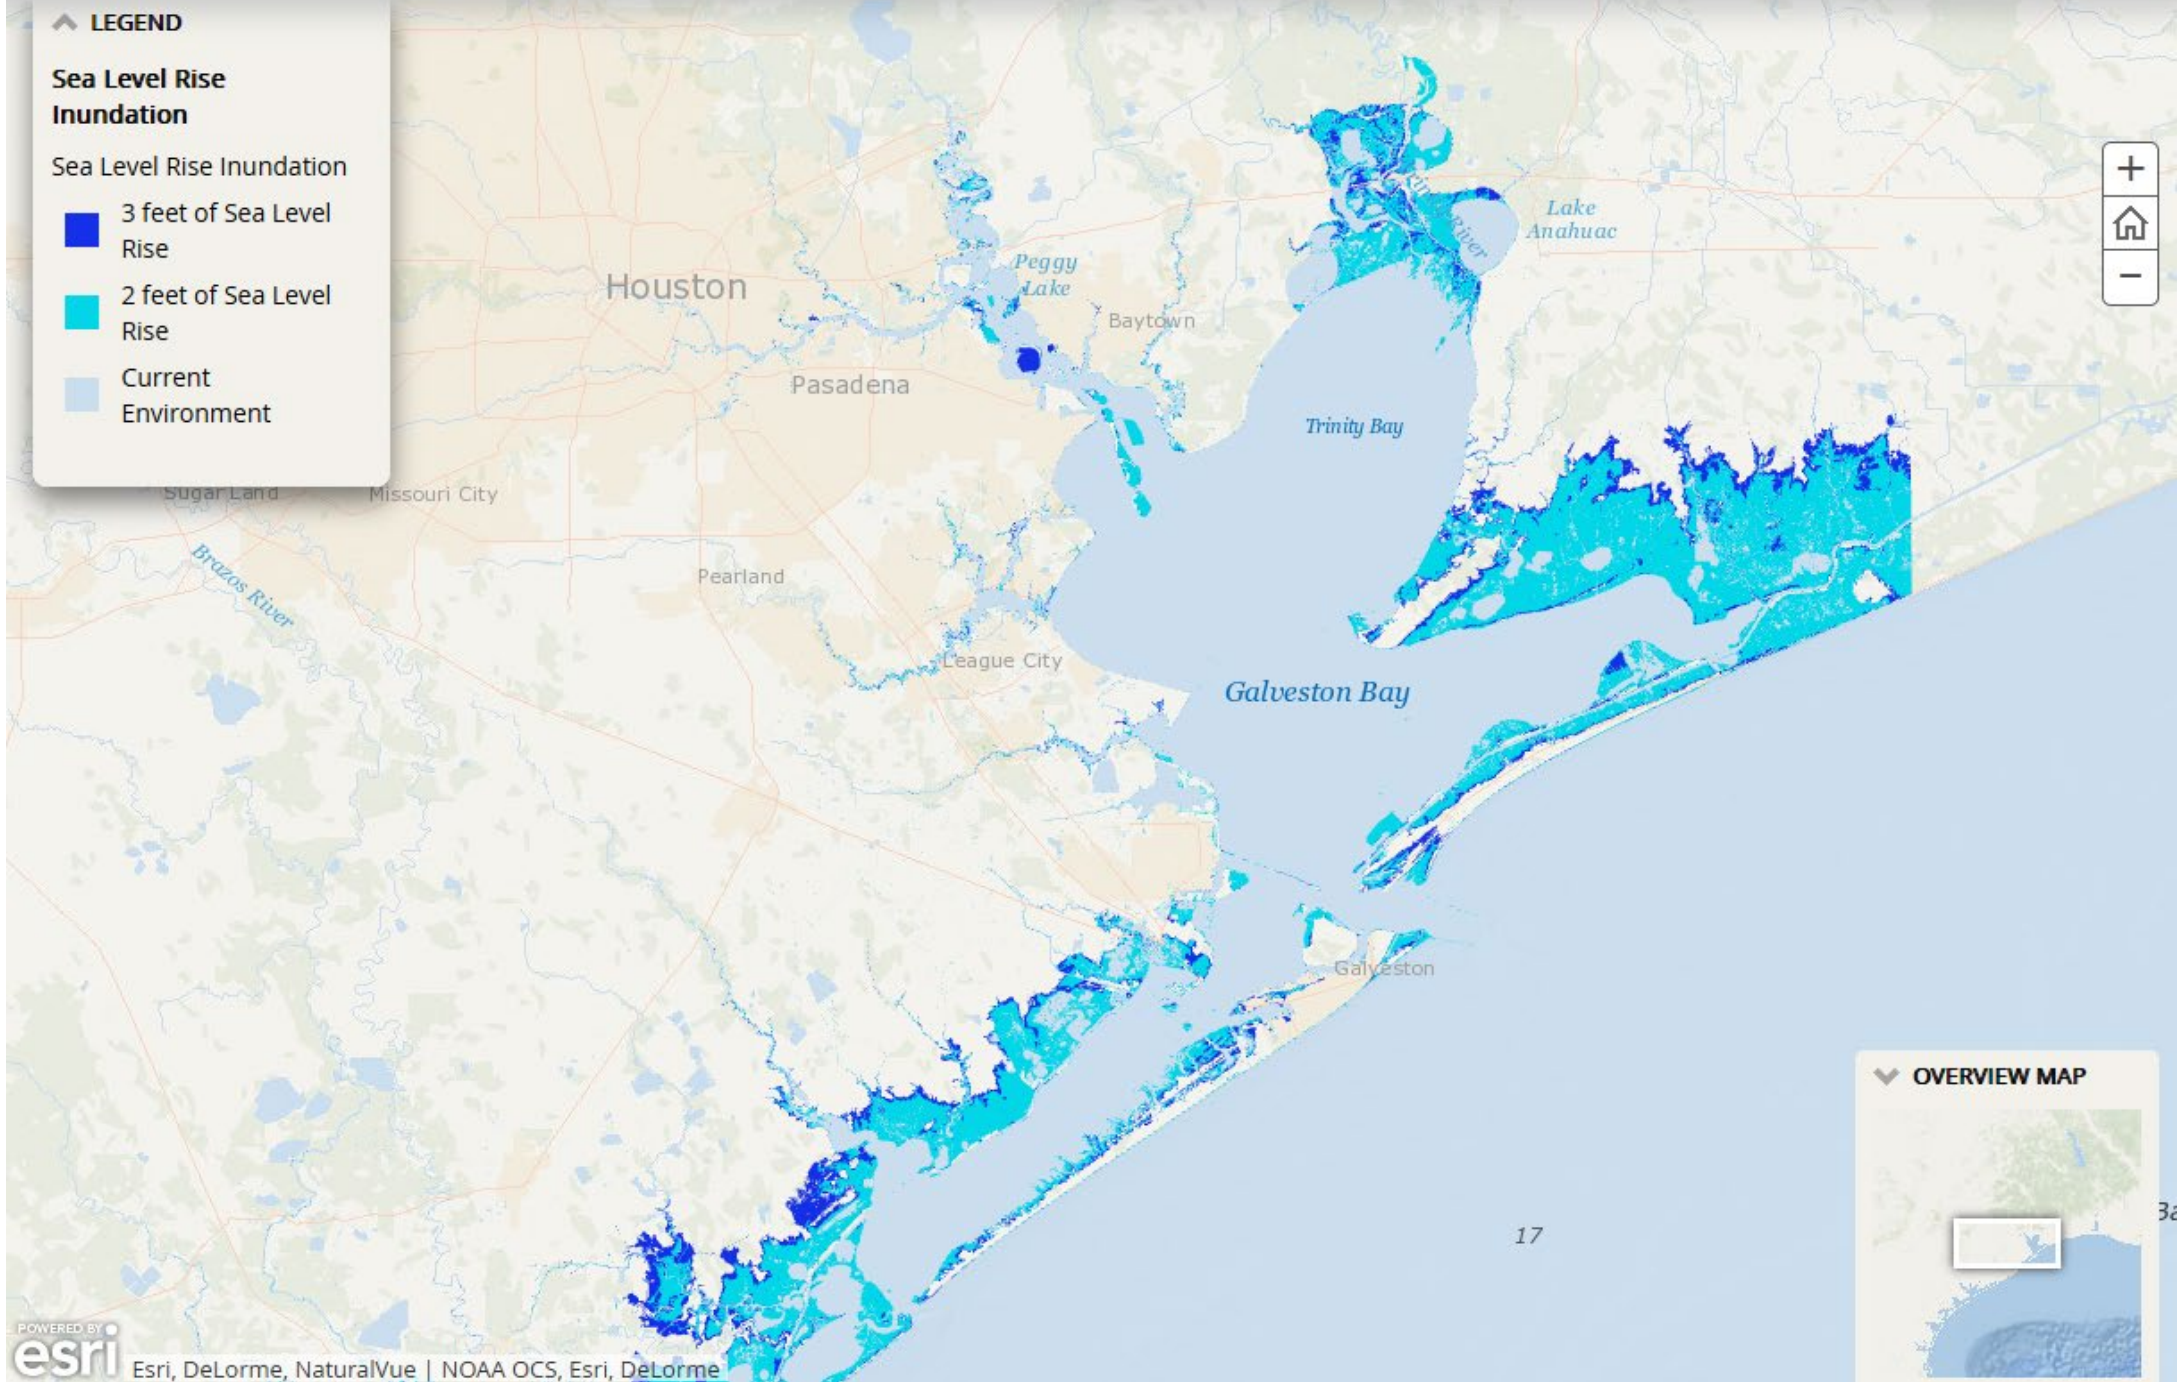 LEGEND
Sea Level Rise
Inundation
Sea Level Rise Inundation
3 feet of Sea Level
Rise
2 feet of Sea Level
Rise
Current
Environment
Houston
Peggy
Lake
Baytown
Pasadena
Lake
Anahuac
River
Trinity Bay
Sugar Land
Missouri City
Brazos River
Pearland
League City
Galveston Bay
Galveston
17
OVERVIEW MAP
POWERED BY
esri
Esri, DeLorme, NaturalVue | NOAA OCS, Esri, DeLorme